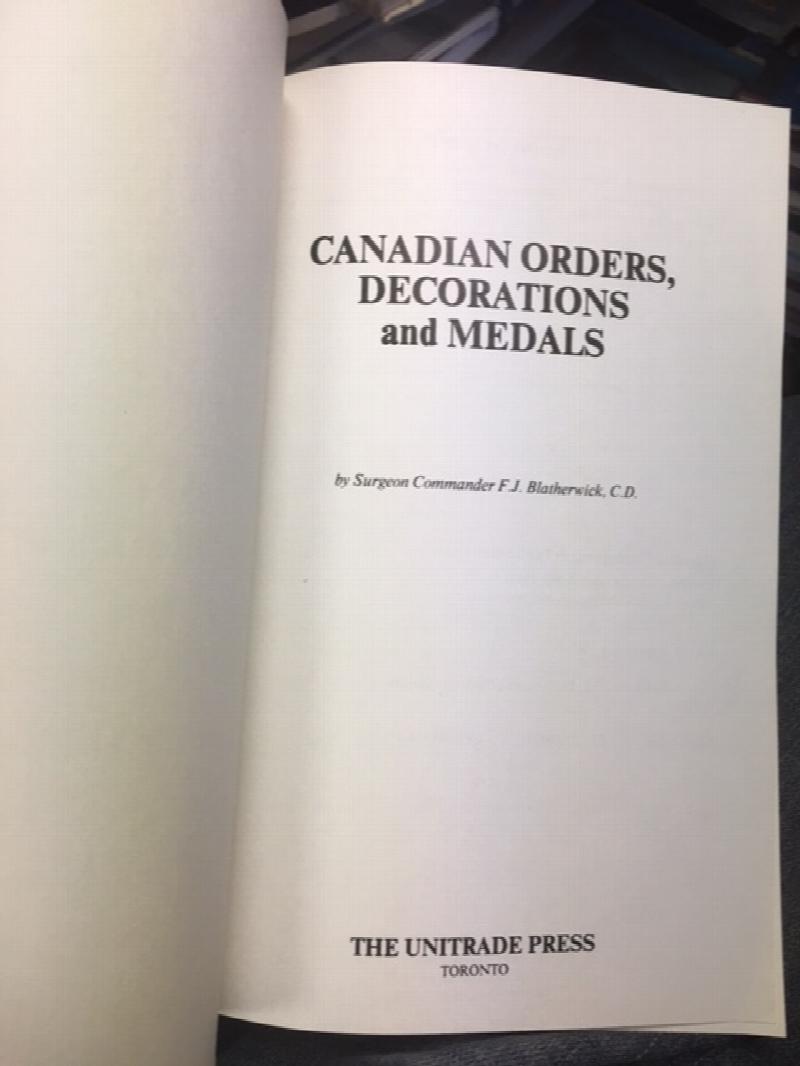 CANADIAN ORDERS,
DECORATIONS
and MEDALS
by Surgeon Commander F.J. Blatherwick, C.D.
THE UNITRADE PRESS
TORONTO